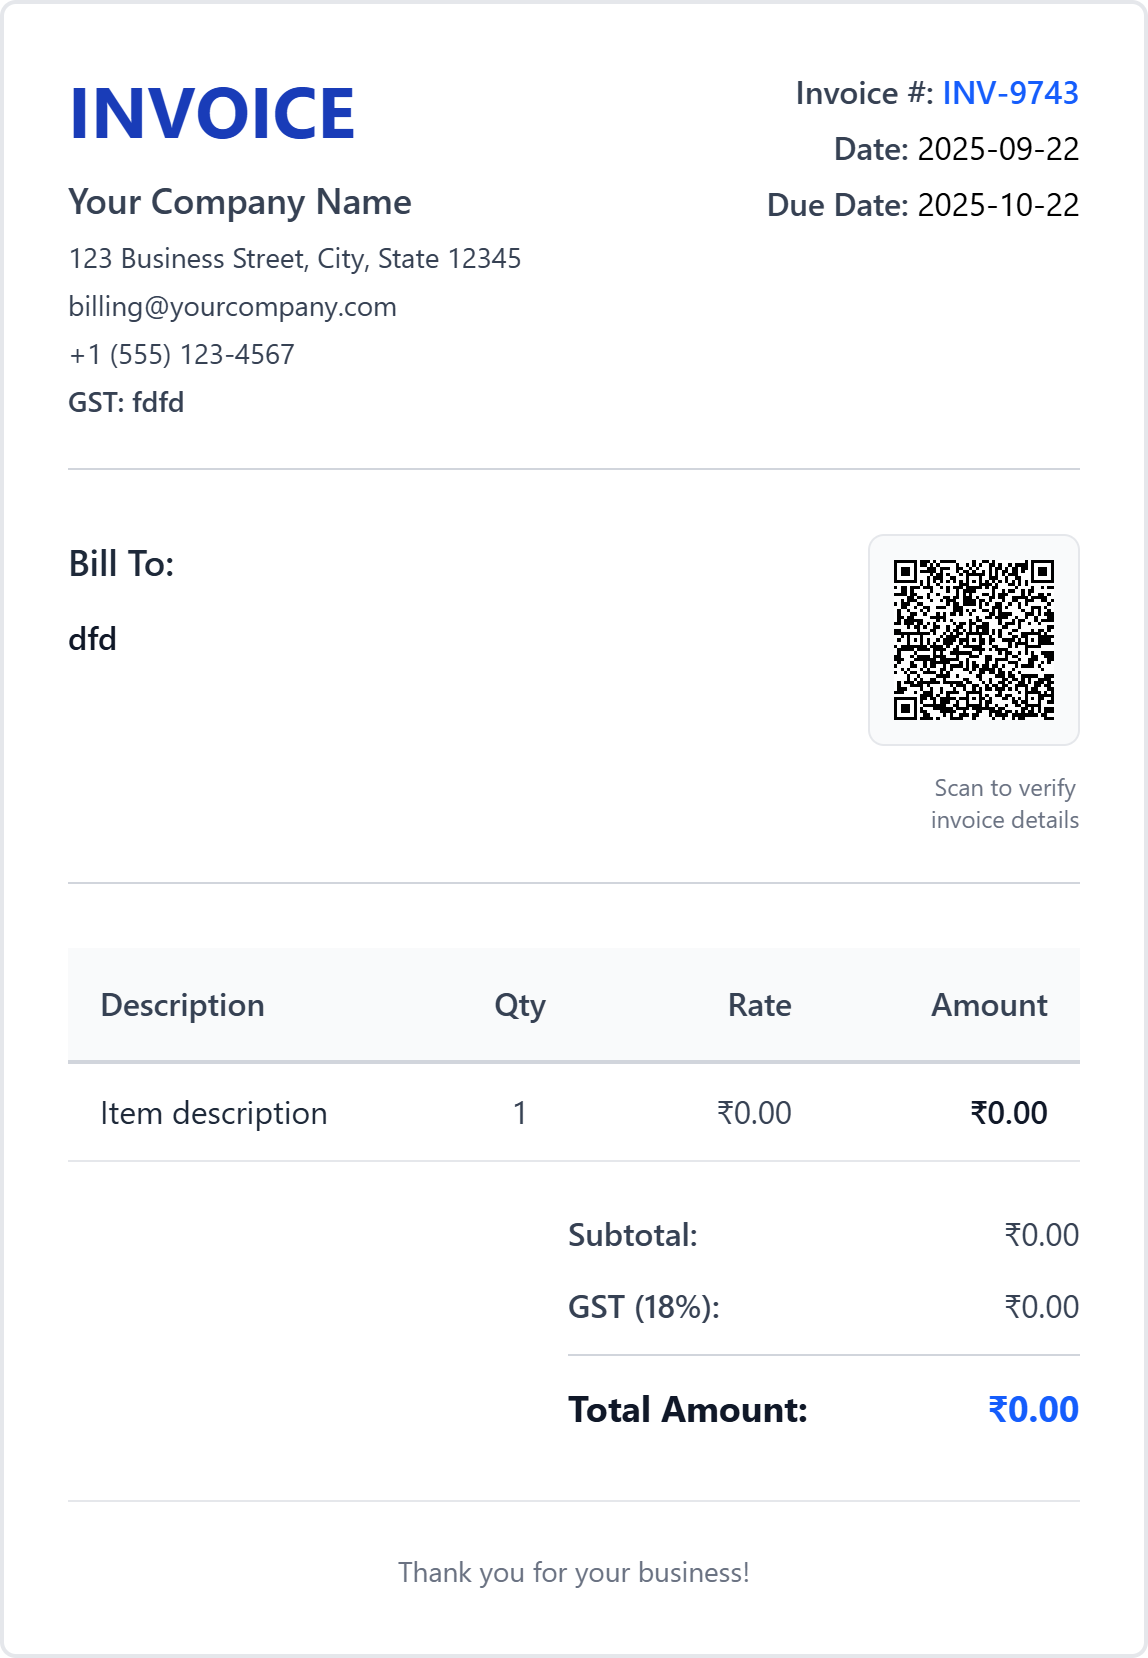 INVOICE
Your Company Name
123 Business Street, City, State 12345
billing@yourcompany.com
+1 (555) 123-4567
GST: fdfd
Invoice #: INV-9743
Date: 2025-09-22
Due Date: 2025-10-22
Bill To:
dfd
Scan to verify
invoice details
Description Qty Rate Amount
Item description 1 ₹0.00 ₹0.00
Subtotal: ₹0.00
GST (18%): ₹0.00
Total Amount: ₹0.00
Thank you for your business!